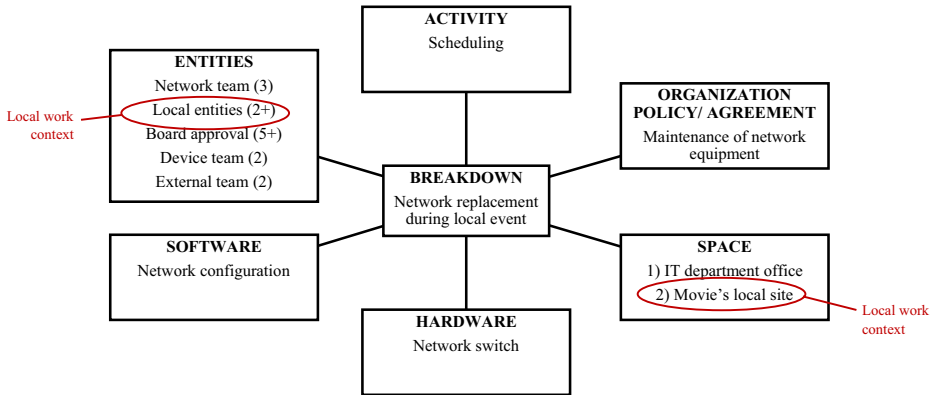 ACTIVITY
Scheduling
ENTITIES
Network team (3)
Local entities (2+)
Board approval (5+)
Device team (2)
External team (2)
Local work
context
ORGANIZATION
POLICY/ AGREEMENT
Maintenance of network
equipment
BREAKDOWN
Network replacement
during local event
SOFTWARE
Network configuration
SPACE
1) IT department office
2) Movie’s local site
Local work
context
HARDWARE
Network switch